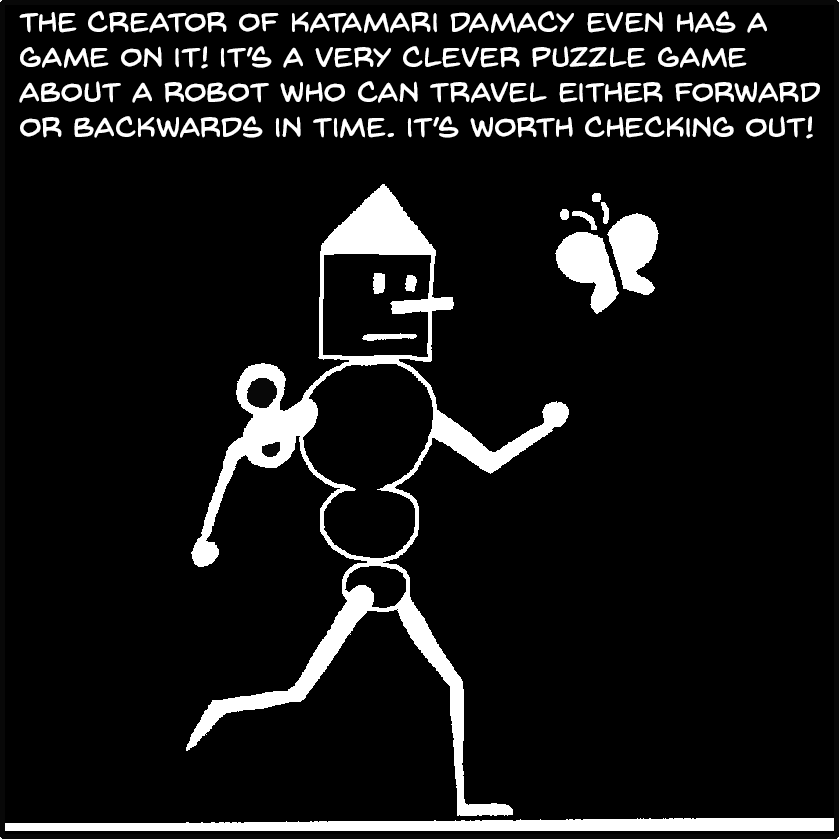 THE CREATOR OF KATAMARI DAMACY EVEN HAS A
GAME ON IT! IT'S A VERY CLEVER PUZZLE GAME
ABOUT A ROBOT WHO CAN TRAVEL EITHER FORWARD
OR BACKWARDS IN TIME. IT'S WORTH CHECKING OUT!